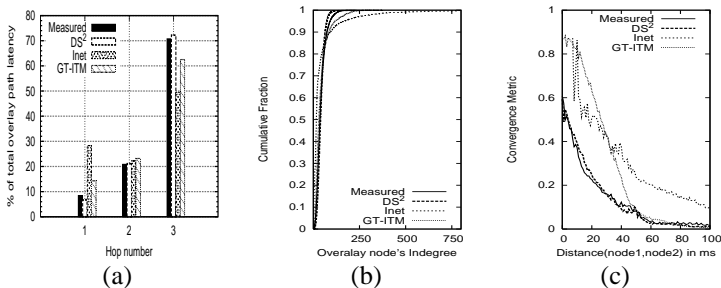 % of total overlay path latency
80
70
60
50
40
30
20
10
0
Measured
DS²
Inet
GT-ITM
1 2 3
Hop number
(a)
Cumulative Fraction
1
0.9
0.8
0.7
0.6
0.5
0.4
0.3
0.2
0.1
0
Measured
DS²
Inet
GT-ITM
0 250 500 750
Overalay node's Indegree
(b)
Convergence Metric
1
0.8
0.6
0.4
0.2
0
Measured
DS²
Inet
GT-ITM
0 20 40 60 80 100
Distance(node1,node2) in ms
(c)